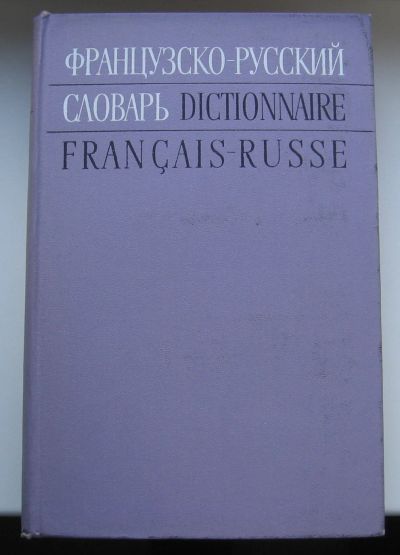 ФРАНЦУЗСКО-РУССКИЙ
СЛОВАРЬ DICTIONNAIRE
FRANÇAIS-RUSSE